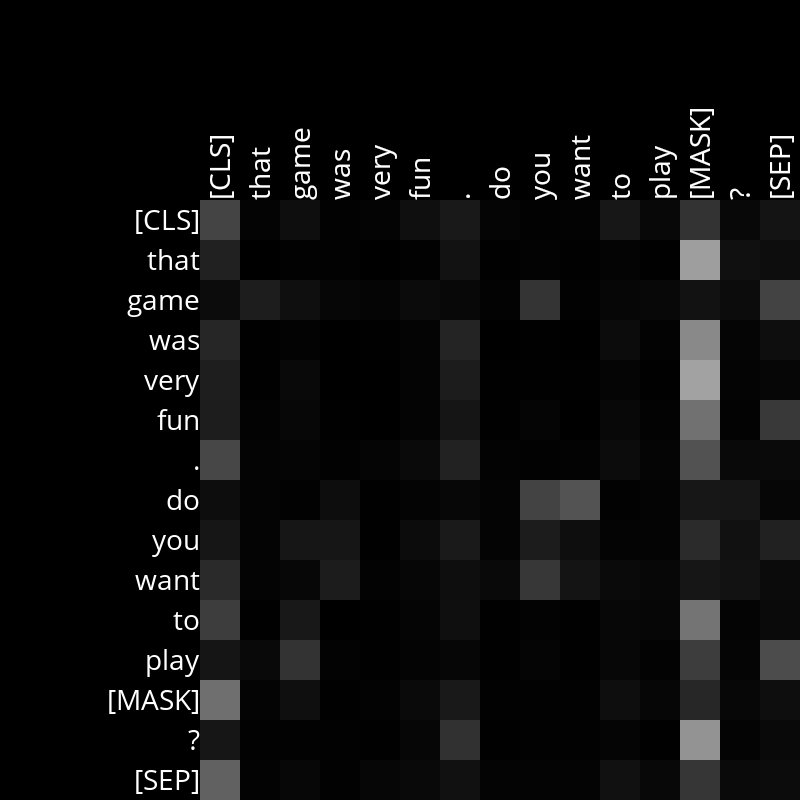 [CLS] that game was very fun . do you want to play [MASK] ? [SEP]
[CLS]
that
game
was
very
fun
.
do
you
want
to
play
[MASK]
?
[SEP]